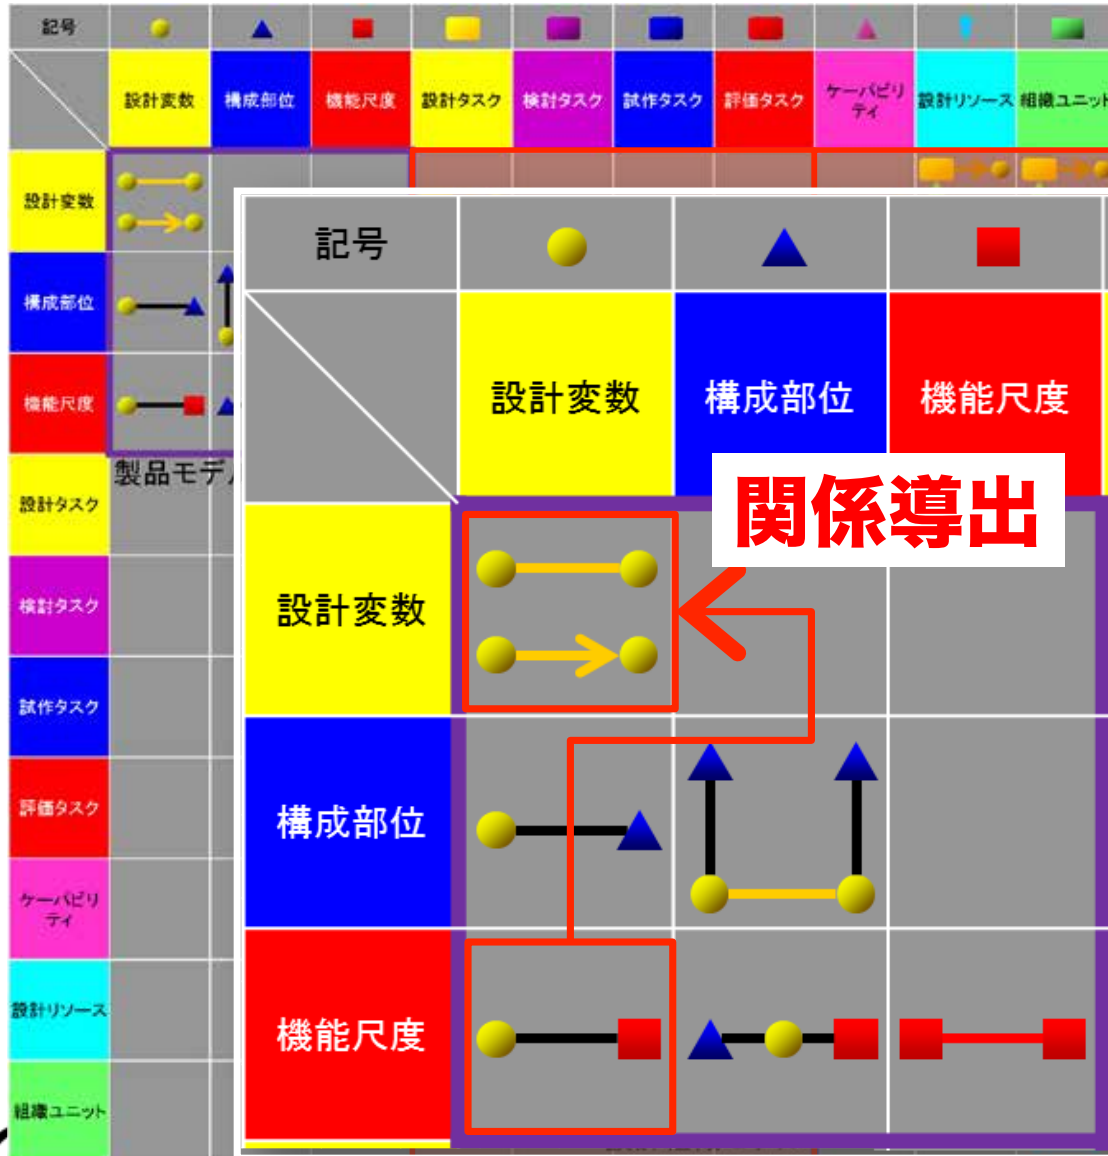 記号
設計変数 構成部位 機能尺度 設計タスク 検討タスク 試作タスク 評価タスク ケーパビリティ 設計リソース 組織ユニット
設計変数
構成部位
機能尺度
製品モデ
設計タスク
検討タスク
試作タスク
評価タスク
ケーパビリ
ティ
設計リソース
組織ユニット
記号
設計変数 構成部位 機能尺度
関係導出
設計変数
構成部位
機能尺度